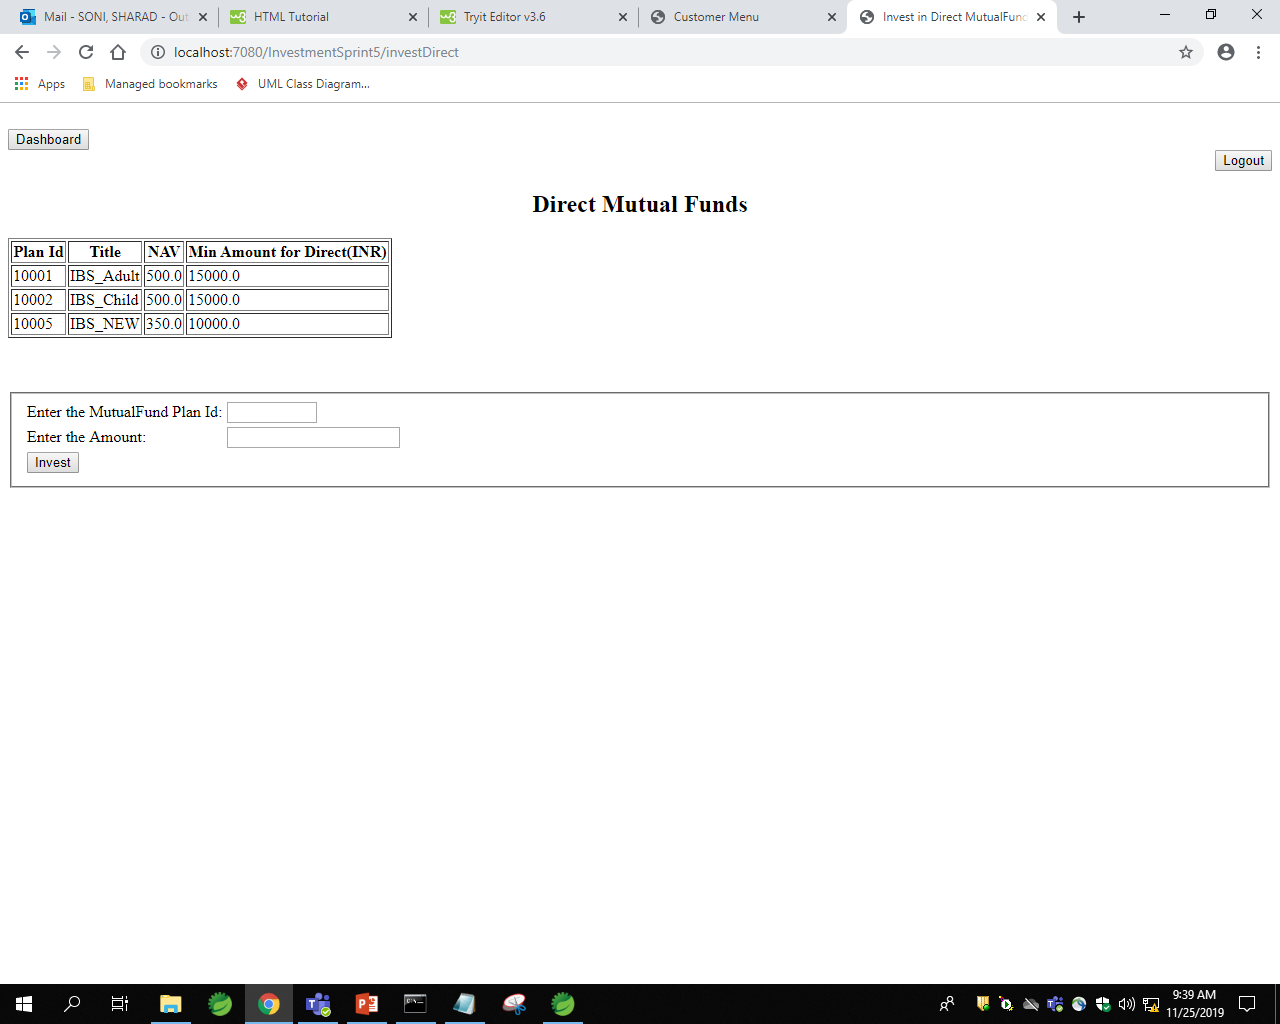 Mail - SONI, SHARAD - Out
HTML Tutorial
Tryit Editor v3.6
Customer Menu
Invest in Direct MutualFund
localhost:7080/InvestmentSprint5/investDirect
Apps
Managed bookmarks
UML Class Diagram...
Dashboard
Logout
Direct Mutual Funds
Plan Id Title NAV Min Amount for Direct(INR)
10001 IBS_Adult 500.0 15000.0
10002 IBS_Child 500.0 15000.0
10005 IBS_NEW 350.0 10000.0
Enter the MutualFund Plan Id:
Enter the Amount:
Invest
9:39 AM
11/25/2019